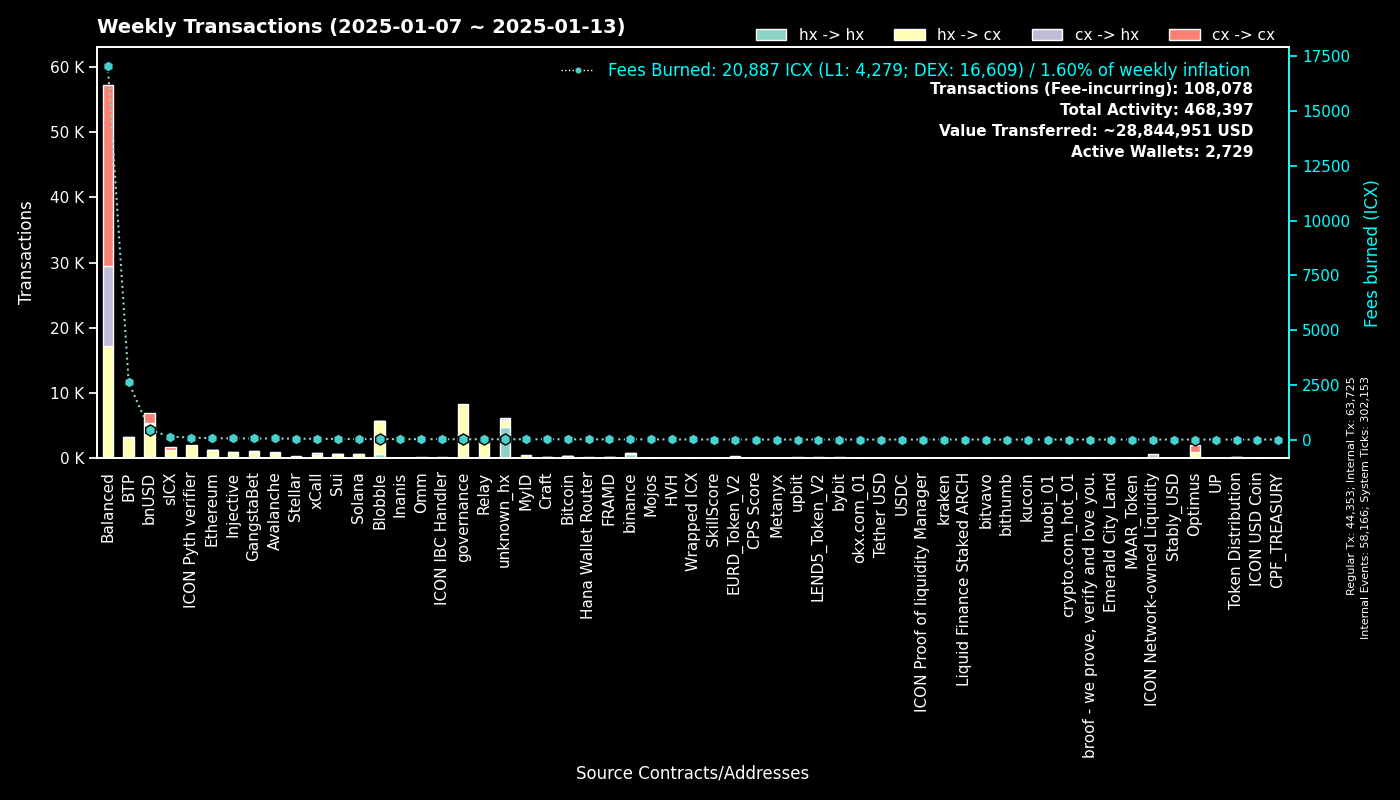 Weekly Transactions (2025-01-07 ~ 2025-01-13)
hx -> hx
hx -> cx
cx -> hx
cx -> cx
Fees Burned: 20,887 ICX (L1: 4,279; DEX: 16,609) / 1.60% of weekly inflation
Transactions (Fee-incurring): 108,078
Total Activity: 468,397
Value Transferred: ~28,844,951 USD
Active Wallets: 2,729
Transactions
60 K
50 K
40 K
30 K
20 K
10 K
0 K
17500
15000
12500
10000
7500
5000
2500
0
Fees burned (ICX)
Regular Tx: 44,353; Internal Tx: 63,725
Internal Events: 58,166; System Ticks: 302,153
Balanced
BTP
bnUSD
sICX
ICON Pyth verifier
Ethereum
Injective
GangstaBet
Avalanche
Stellar
xCall
Sui
Solana
Blobble
Inanis
Omm
ICON IBC Handler
governance
Relay
unknown_hx
MyID
Craft
Bitcoin
Hana Wallet Router
FRAMD
binance
Mojos
HVH
Wrapped ICX
SkillScore
EURD_Token_V2
CPS Score
Metanyx
upbit
LEND5_Token_V2
bybit
okx.com_01
Tether USD
USDC
ICON Proof of liquidity Manager
kraken
Liquid Finance Staked ARCH
bitvavo
bithumb
kucoin
huobi_01
crypto.com_hot_01
broof - we prove, verify and love you.
Emerald City Land
MAAR_Token
ICON Network-owned Liquidity
Stably_USD
Optimus
UP
Token Distribution
ICON USD Coin
CPF_TREASURY
Source Contracts/Addresses